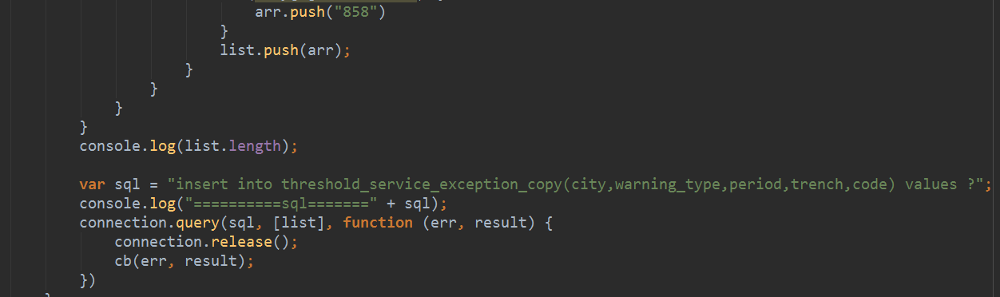 arr.push("858")
}
list.push(arr);
}
}
}
}
console.log(list.length);
var sql = "insert into threshold_service_exception_copy(city,warning_type,period,trench,code) values ?";
console.log("==========sql=======" + sql);
connection.query(sql, [list], function (err, result) {
connection.release();
cb(err, result);
})